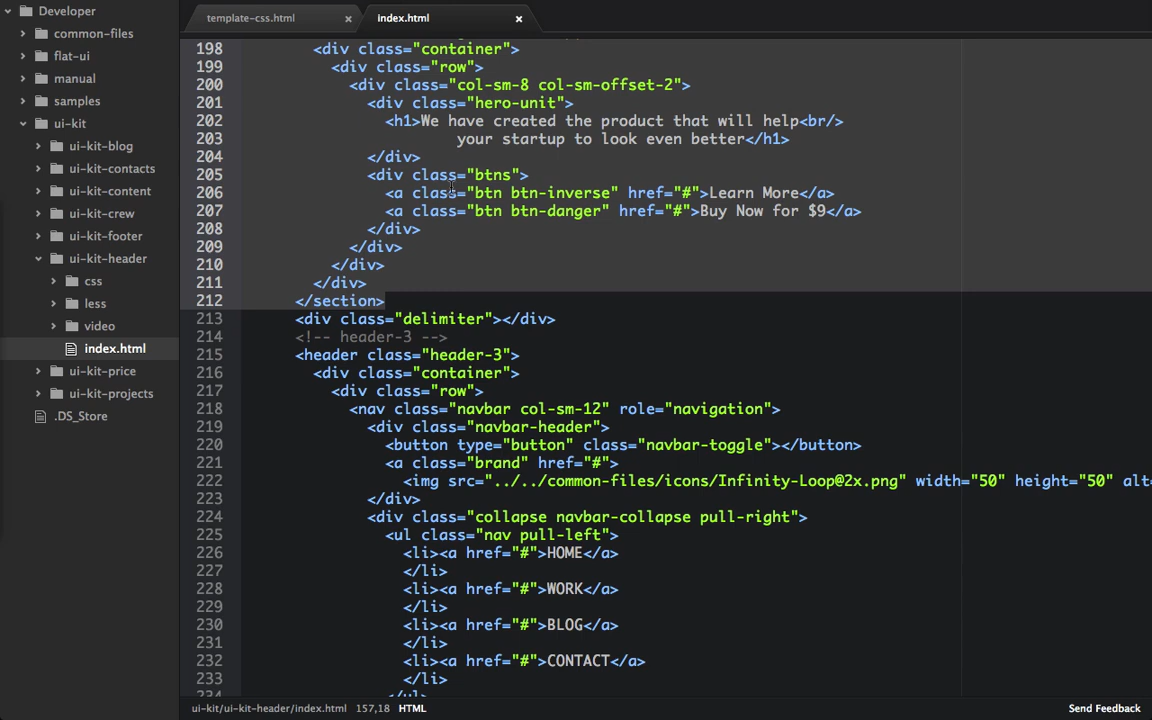 Developer
common-files
flat-ui
manual
samples
ui-kit
ui-kit-blog
ui-kit-contacts
ui-kit-content
ui-kit-crew
ui-kit-footer
ui-kit-header
css
less
video
index.html
ui-kit-price
ui-kit-projects
.DS_Store
template-css.html × index.html ×
198 <div class="container">
199 <div class="row">
200 <div class="col-sm-8 col-sm-offset-2">
201 <div class="hero-unit">
202 <h1>We have created the product that will help<br/>
203 your startup to look even better</h1>
204 </div>
205 <div class="btns">
206 <a class="btn btn-inverse" href="#">Learn More</a>
207 <a class="btn btn-danger" href="#">Buy Now for $9</a>
208 </div>
209 </div>
210 </div>
211 </div>
212 </section>
213 <div class="delimiter"></div>
214 <!-- header-3 -->
215 <header class="header-3">
216 <div class="container">
217 <div class="row">
218 <nav class="navbar col-sm-12" role="navigation">
219 <div class="navbar-header">
220 <button type="button" class="navbar-toggle"></button>
221 <a class="brand" href="#">
222 <img src="../../common-files/icons/Infinity-Loop@2x.png" width="50" height="50" alt=
223 </div>
224 <div class="collapse navbar-collapse pull-right">
225 <ul class="nav pull-left">
226 <li><a href="#">HOME</a>
227 </li>
228 <li><a href="#">WORK</a>
229 </li>
230 <li><a href="#">BLOG</a>
231 </li>
232 <li><a href="#">CONTACT</a>
233 </li>
234 </ul>
ui-kit/ui-kit-header/index.html 157,18 HTML Send Feedback